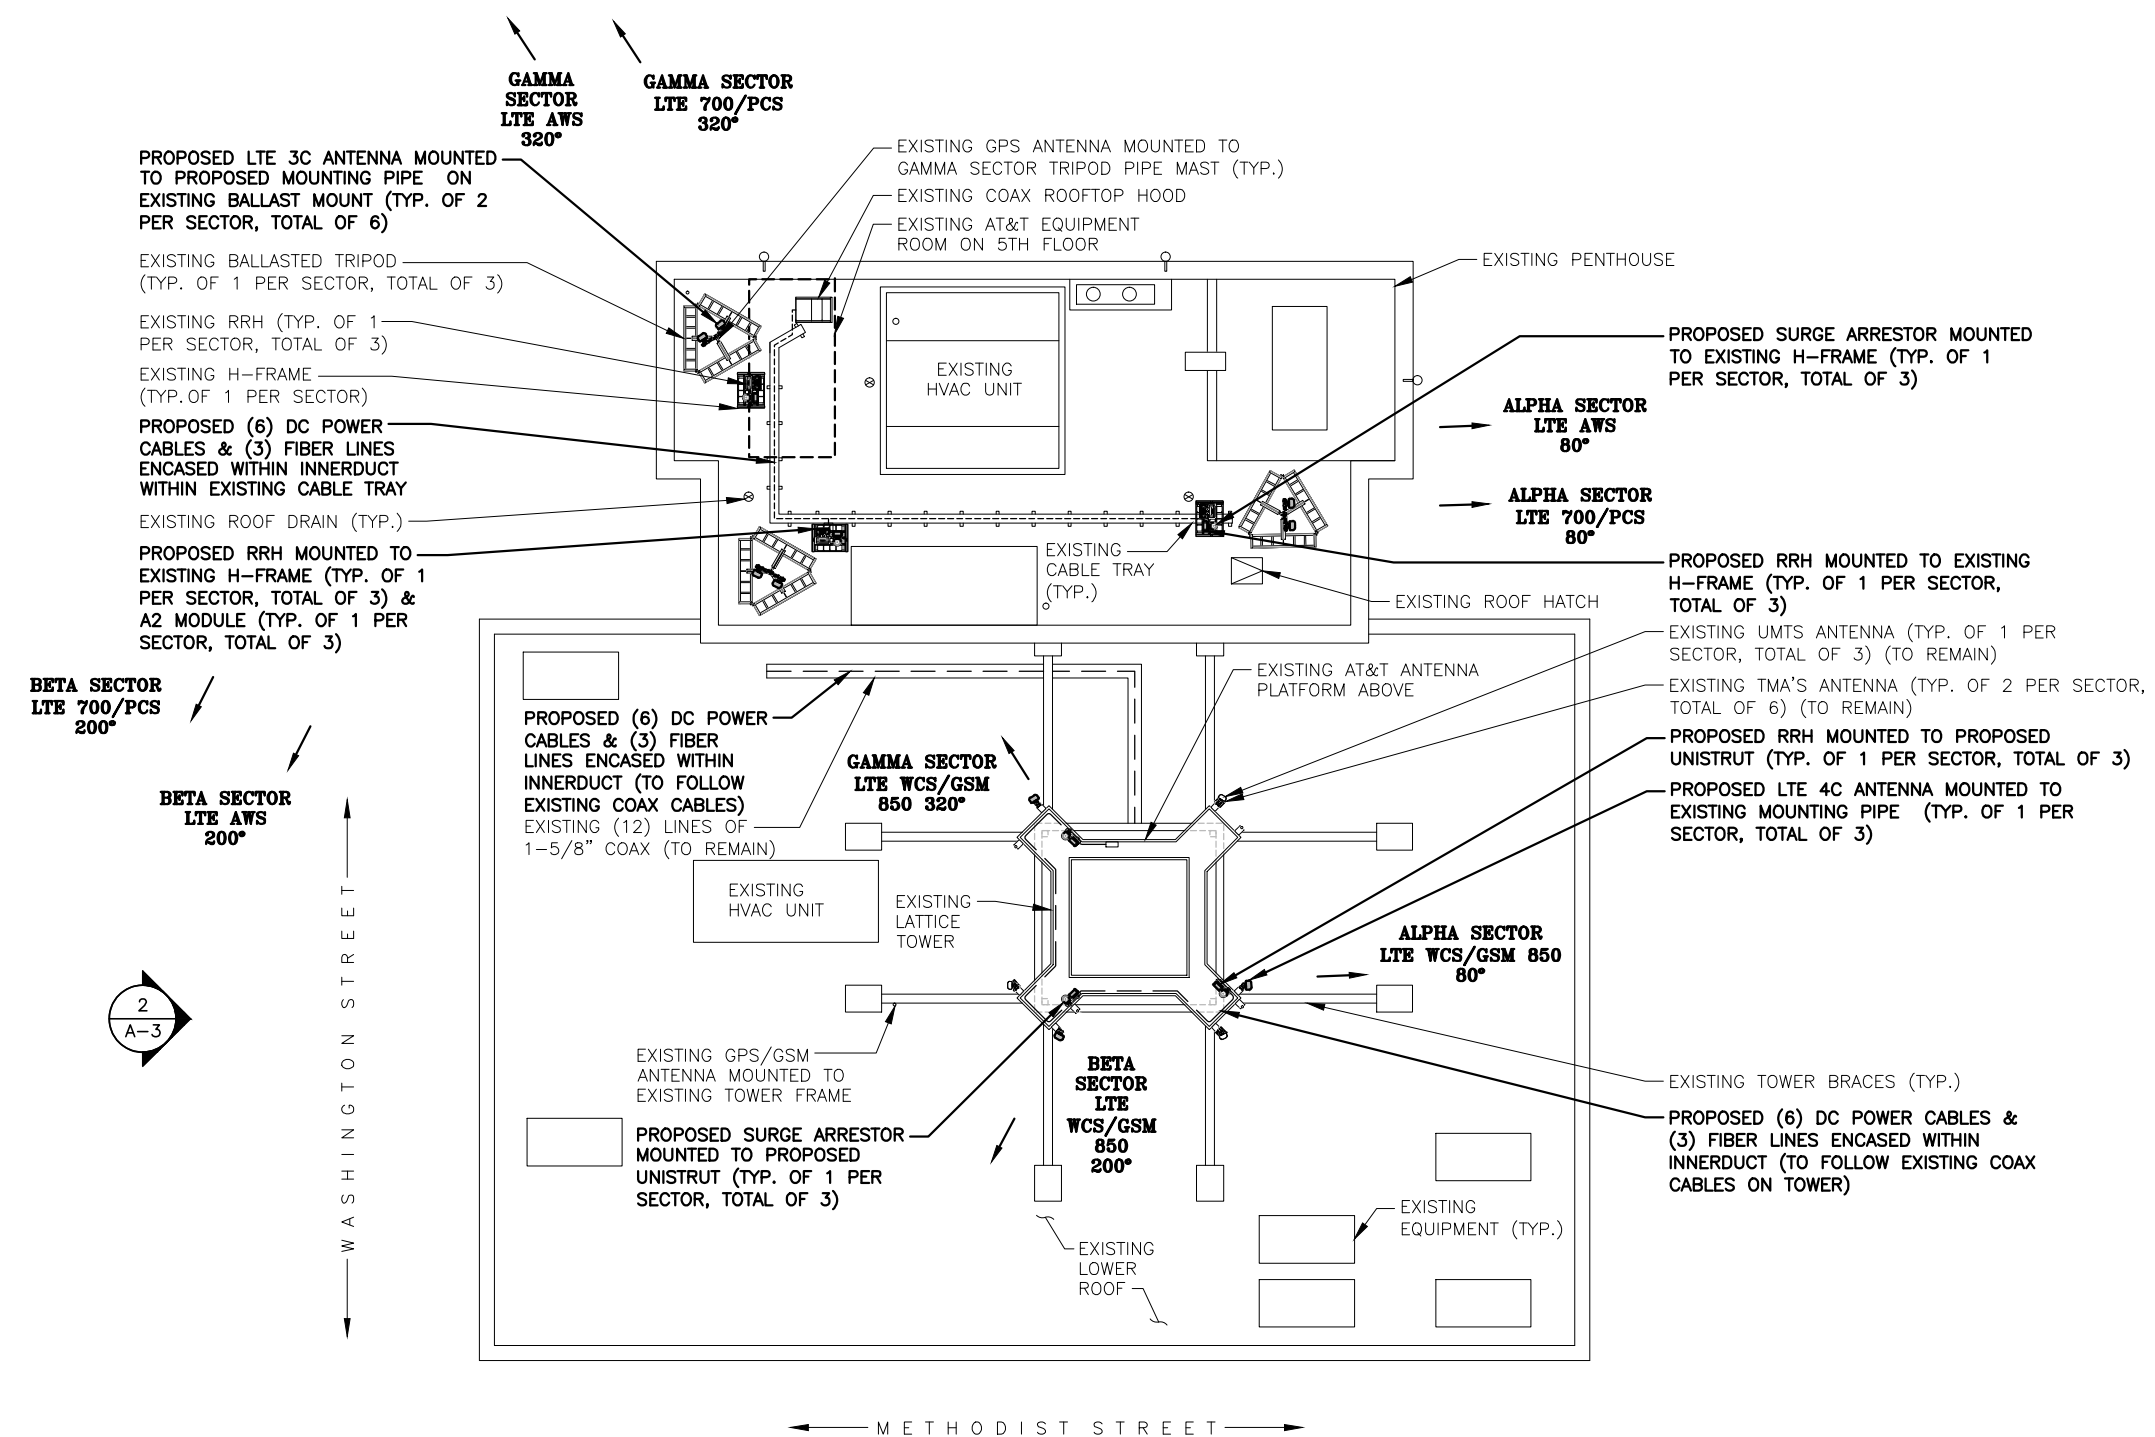 GAMMA
SECTOR
LTE AWS
320°
GAMMA SECTOR
LTE 700/PCS
320°
PROPOSED LTE 3C ANTENNA MOUNTED
TO PROPOSED MOUNTING PIPE ON
EXISTING BALLAST MOUNT (TYP. OF 2
PER SECTOR, TOTAL OF 6)
EXISTING BALLASTED TRIPOD
(TYP. OF 1 PER SECTOR, TOTAL OF 3)
EXISTING RRH (TYP. OF 1
PER SECTOR, TOTAL OF 3)
EXISTING H-FRAME
(TYP.OF 1 PER SECTOR)
PROPOSED (6) DC POWER
CABLES & (3) FIBER LINES
ENCASED WITHIN INNERDUCT
WITHIN EXISTING CABLE TRAY
EXISTING ROOF DRAIN (TYP.)
PROPOSED RRH MOUNTED TO
EXISTING H-FRAME (TYP. OF 1
PER SECTOR, TOTAL OF 3) &
A2 MODULE (TYP. OF 1 PER
SECTOR, TOTAL OF 3)
EXISTING GPS ANTENNA MOUNTED TO
GAMMA SECTOR TRIPOD PIPE MAST (TYP.)
EXISTING COAX ROOFTOP HOOD
EXISTING AT&T EQUIPMENT
ROOM ON 5TH FLOOR
EXISTING PENTHOUSE
EXISTING
HVAC UNIT
PROPOSED SURGE ARRESTOR MOUNTED
TO EXISTING H-FRAME (TYP. OF 1
PER SECTOR, TOTAL OF 3)
ALPHA SECTOR
LTE AWS
80°
ALPHA SECTOR
LTE 700/PCS
80°
EXISTING
CABLE TRAY
(TYP.)
PROPOSED RRH MOUNTED TO EXISTING
H-FRAME (TYP. OF 1 PER SECTOR,
TOTAL OF 3)
EXISTING ROOF HATCH
EXISTING UMTS ANTENNA (TYP. OF 1 PER
SECTOR, TOTAL OF 3) (TO REMAIN)
EXISTING TMA'S ANTENNA (TYP. OF 2 PER SECTOR,
TOTAL OF 6) (TO REMAIN)
PROPOSED RRH MOUNTED TO PROPOSED
UNISTRUT (TYP. OF 1 PER SECTOR, TOTAL OF 3)
PROPOSED LTE 4C ANTENNA MOUNTED TO
EXISTING MOUNTING PIPE (TYP. OF 1 PER
SECTOR, TOTAL OF 3)
BETA SECTOR
LTE 700/PCS
200°
BETA SECTOR
LTE AWS
200°
PROPOSED (6) DC POWER
CABLES & (3) FIBER
LINES ENCASED WITHIN
INNERDUCT (TO FOLLOW
EXISTING COAX CABLES)
EXISTING (12) LINES OF
1-5/8" COAX (TO REMAIN)
GAMMA SECTOR
LTE WCS/GSM
850 320°
EXISTING AT&T ANTENNA
PLATFORM ABOVE
EXISTING
HVAC UNIT
EXISTING
LATTICE
TOWER
ALPHA SECTOR
LTE WCS/GSM 850
80°
WASHINGTON STREET
2
A-3
EXISTING GPS/GSM
ANTENNA MOUNTED TO
EXISTING TOWER FRAME
PROPOSED SURGE ARRESTOR
MOUNTED TO PROPOSED
UNISTRUT (TYP. OF 1 PER
SECTOR, TOTAL OF 3)
BETA
SECTOR
LTE
WCS/GSM
850
200°
EXISTING TOWER BRACES (TYP.)
PROPOSED (6) DC POWER CABLES &
(3) FIBER LINES ENCASED WITHIN
INNERDUCT (TO FOLLOW EXISTING COAX
CABLES ON TOWER)
EXISTING
EQUIPMENT (TYP.)
EXISTING
LOWER
ROOF
METHODIST STREET